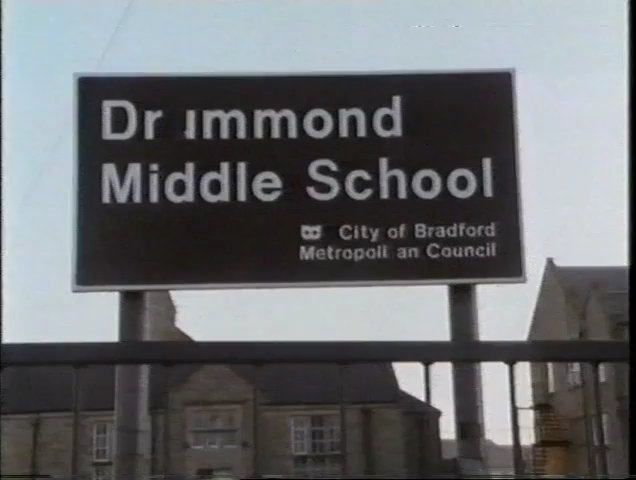 Dr ımmond
Middle School
City of Bradford
Metropoli an Council